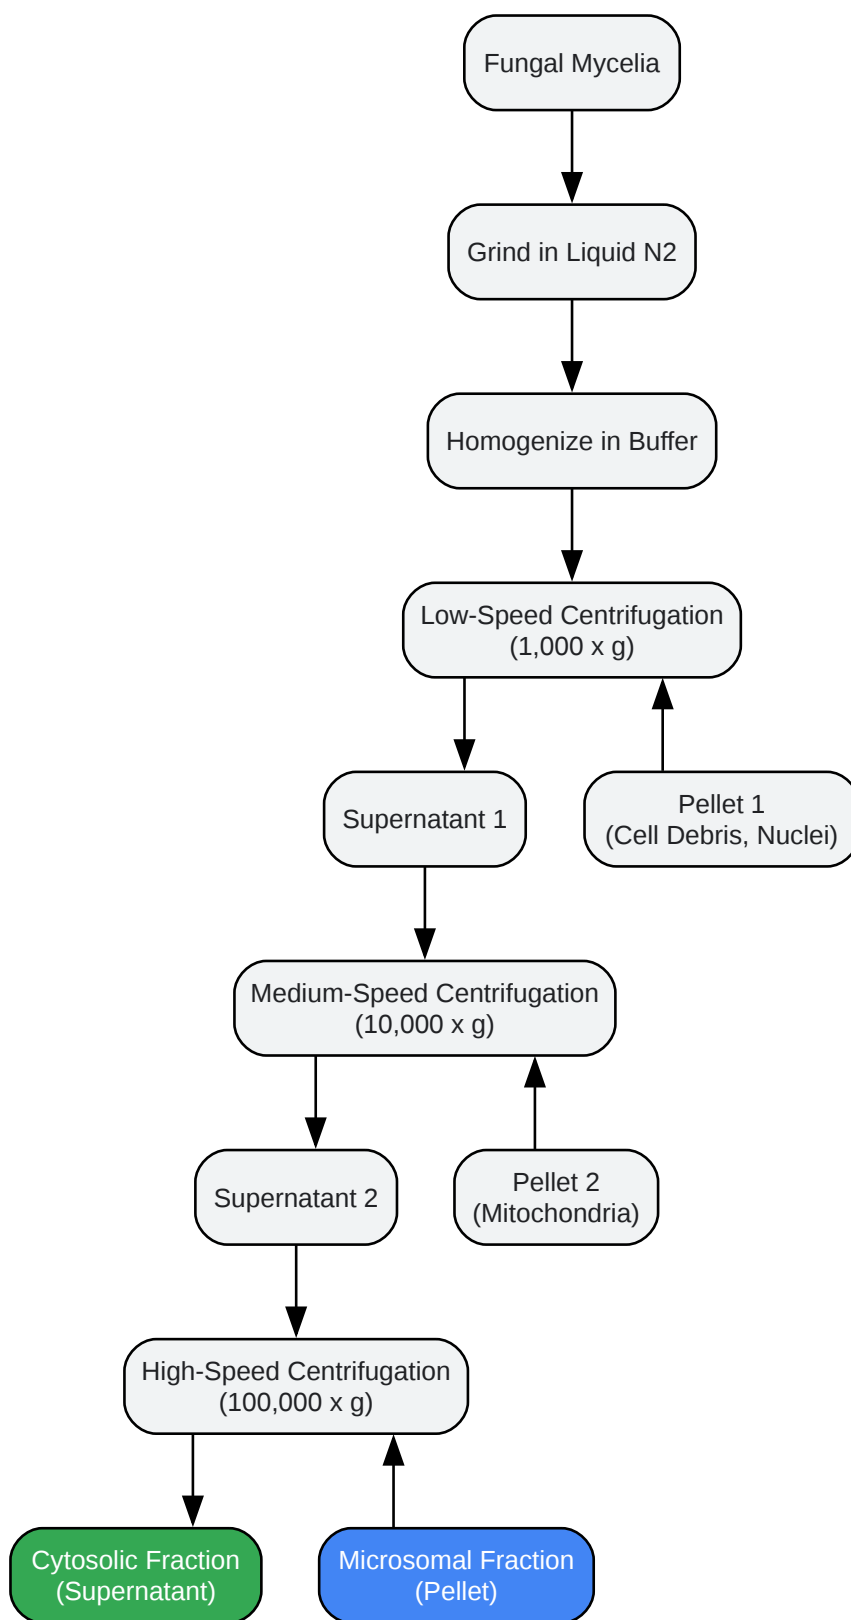 Fungal Mycelia
Grind in Liquid N2
Homogenize in Buffer
Low-Speed Centrifugation
(1,000 x g)
Supernatant 1
Pellet 1
(Cell Debris, Nuclei)
Medium-Speed Centrifugation
(10,000 x g)
Supernatant 2
Pellet 2
(Mitochondria)
High-Speed Centrifugation
(100,000 x g)
Cytosolic Fraction
(Supernatant)
Microsomal Fraction
(Pellet)